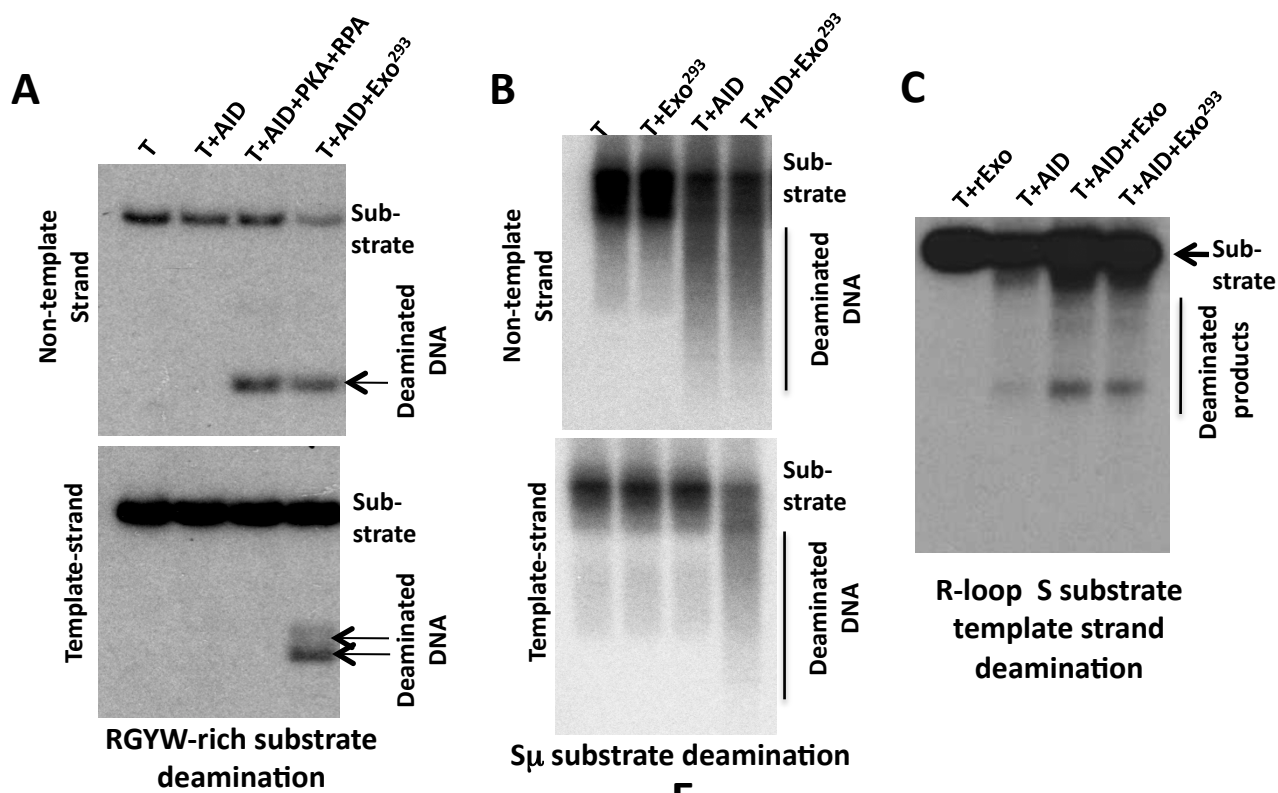 A
T
T+AID
T+AID+PKA+RPA
T+AID+Exo293
Non-template
Strand
Sub-
strate
Deaminated
DNA
Template-strand
Sub-
strate
Deaminated
DNA
RGYW-rich substrate
deamination
B
T
T+Exo293
T+AID
T+AID+Exo293
Non-template
Strand
Sub-
strate
Deaminated
DNA
Template-strand
Sub-
strate
Deaminated
DNA
Sμ substrate deamination
C
T+rExo
T+AID
T+AID+rExo
T+AID+Exo293
Sub-
strate
Deaminated
products
R-loop S substrate
template strand
deamination